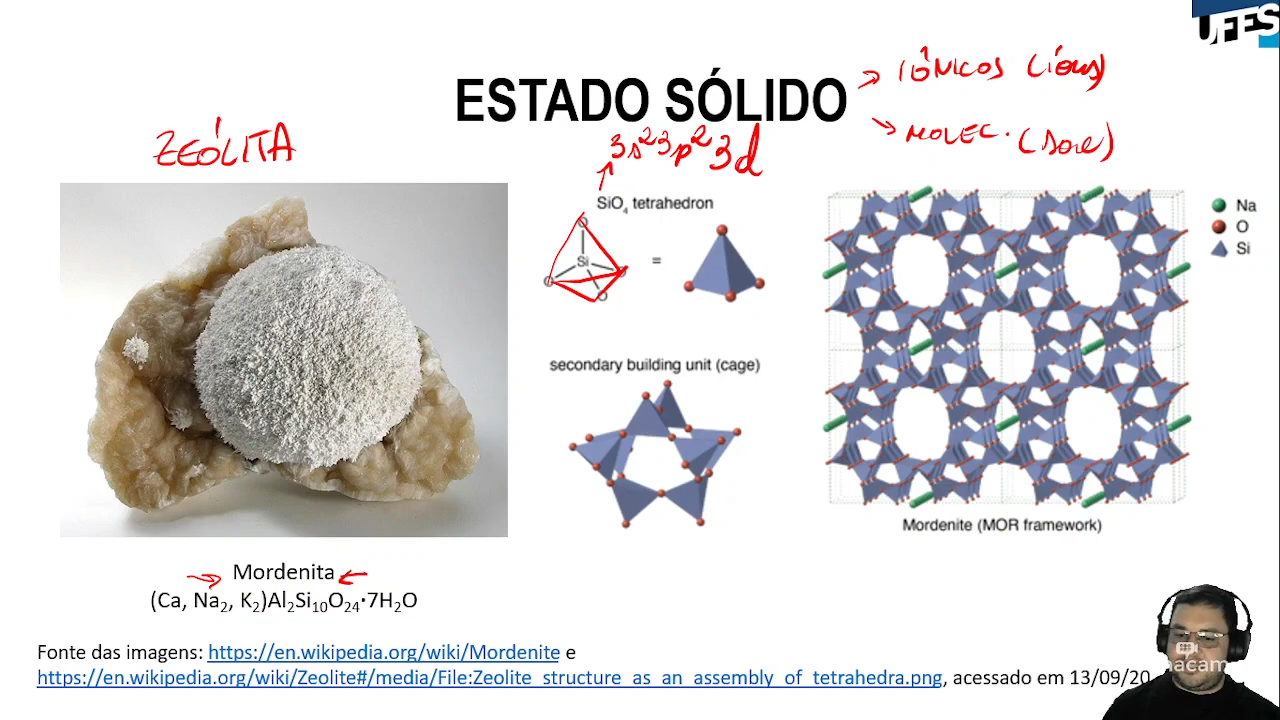 UFES
→ IÔNICOS (íons)
ESTADO SÓLIDO
→ MOLEC. (
ZEÓLITA
3s²3p²3d
SiO₄ tetrahedron
O
Si
O
O
O
=
Na
O
Si
secondary building unit (cage)
Mordenite (MOR framework)
Mordenita
(Ca, Na₂, K₂)Al₂Si₁₀O₂₄·7H₂O
Fonte das imagens: https://en.wikipedia.org/wiki/Mordenite e
https://en.wikipedia.org/wiki/Zeolite#/media/File:Zeolite_structure_as_an_assembly_of_tetrahedra.png, acessado em 13/09/20
acam